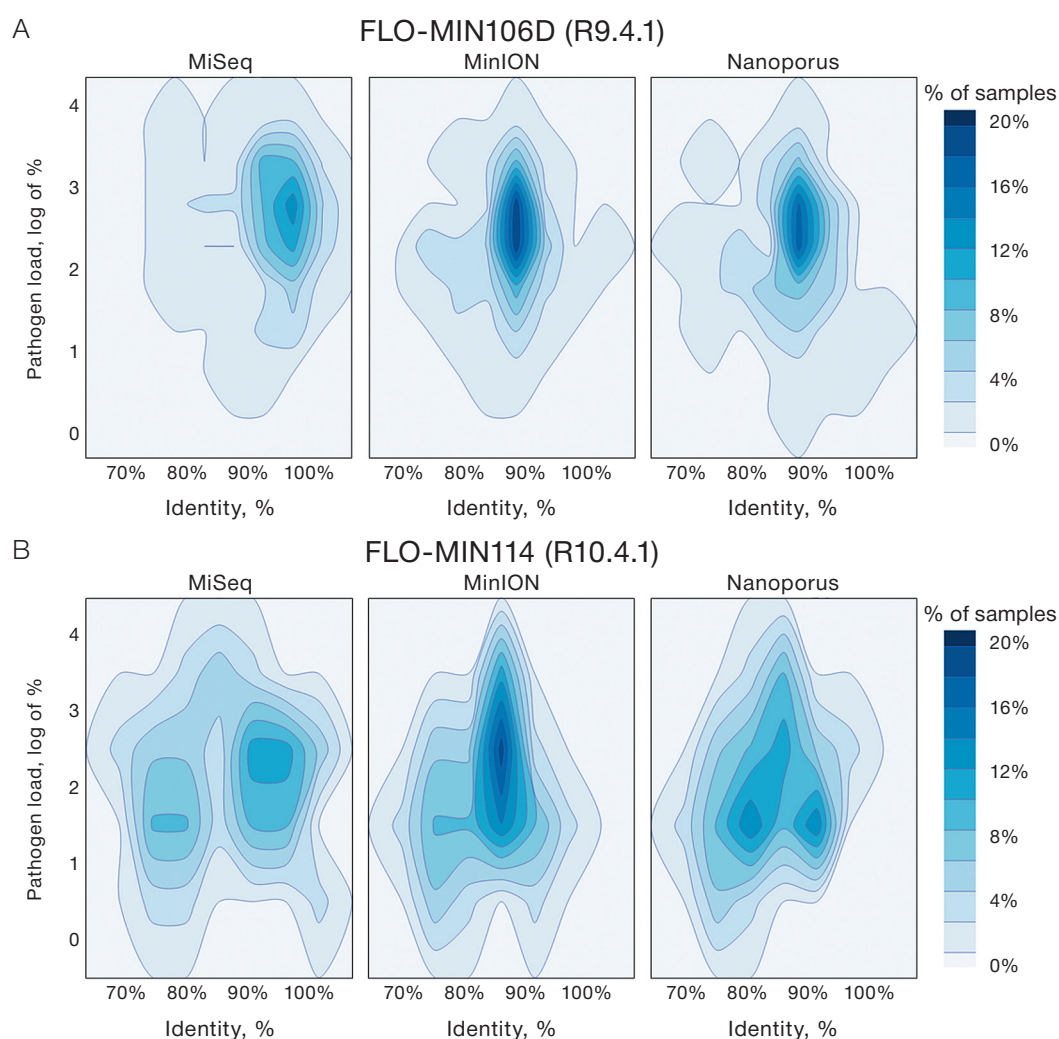 A
FLO-MIN106D (R9.4.1)
MiSeq
MinION
Nanoporus
% of samples
Pathogen load, log of %
4
3
2
1
0
20%
16%
12%
8%
4%
0%
70% 80% 90% 100%
70% 80% 90% 100%
70% 80% 90% 100%
Identity, %
Identity, %
Identity, %
B
FLO-MIN114 (R10.4.1)
MiSeq
MinION
Nanoporus
% of samples
Pathogen load, log of %
4
3
2
1
0
20%
16%
12%
8%
4%
0%
70% 80% 90% 100%
70% 80% 90% 100%
70% 80% 90% 100%
Identity, %
Identity, %
Identity, %